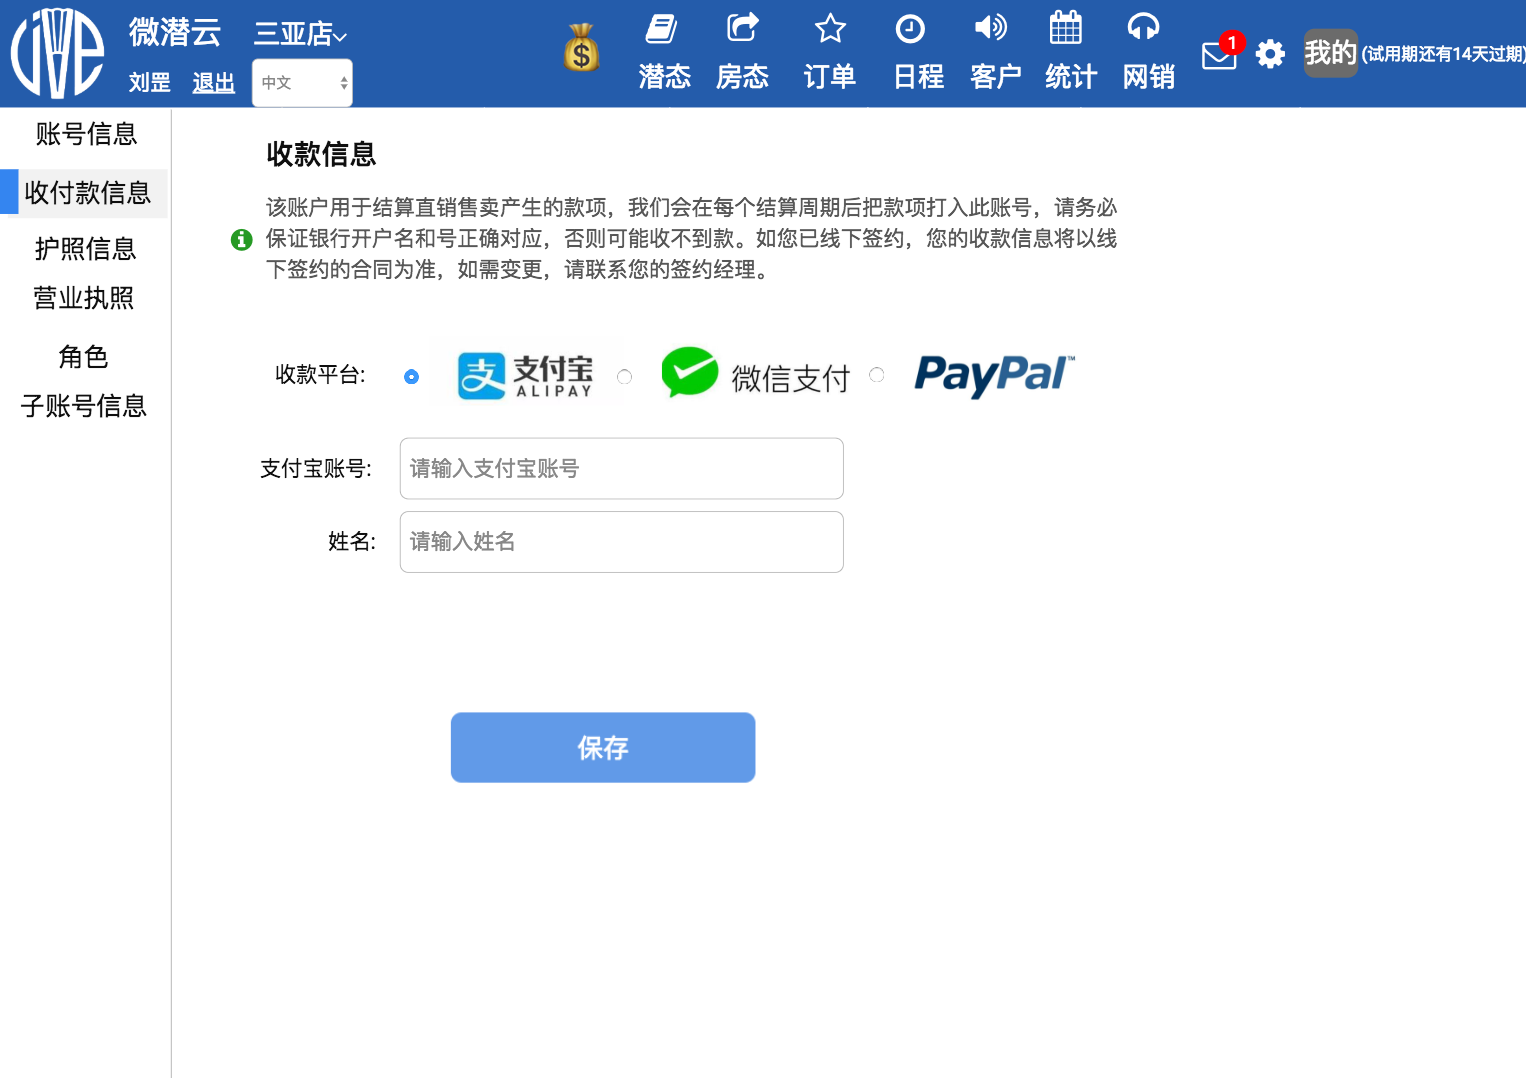 微潜云 三亚店
刘罡 退出 中文
潜态 房态 订单 日程 客户 统计 网销
1
我的 (试用期还有14天过期)
账号信息
收付款信息
护照信息
营业执照
角色
子账号信息
收款信息
该账户用于结算直销售卖产生的款项，我们会在每个结算周期后把款项打入此账号，请务必
保证银行开户名和号正确对应，否则可能收不到款。如您已线下签约，您的收款信息将以线
下签约的合同为准，如需变更，请联系您的签约经理。
收款平台: 支付宝 ALIPAY 微信支付 PayPal™
支付宝账号: 请输入支付宝账号
姓名: 请输入姓名
保存